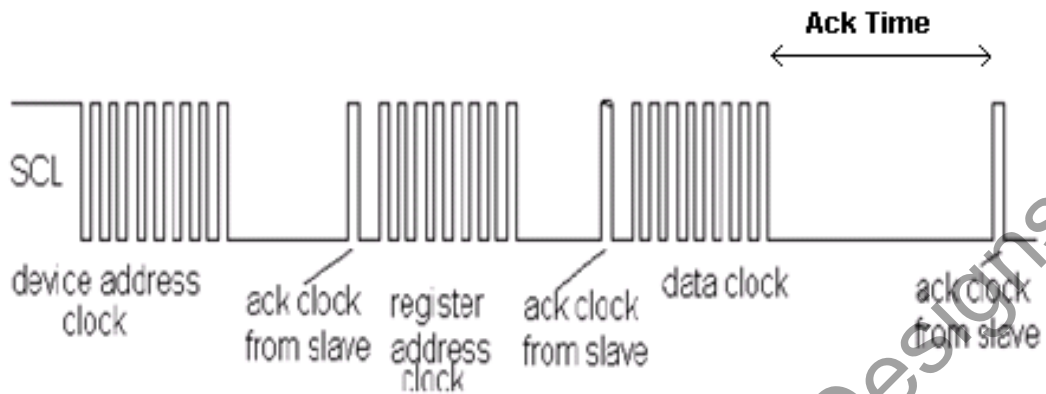 Ack Time
SCL
device address
clock
ack clock
from slave
register
address
clock
ack clock
from slave
data clock
ack clock
from slave
Designs